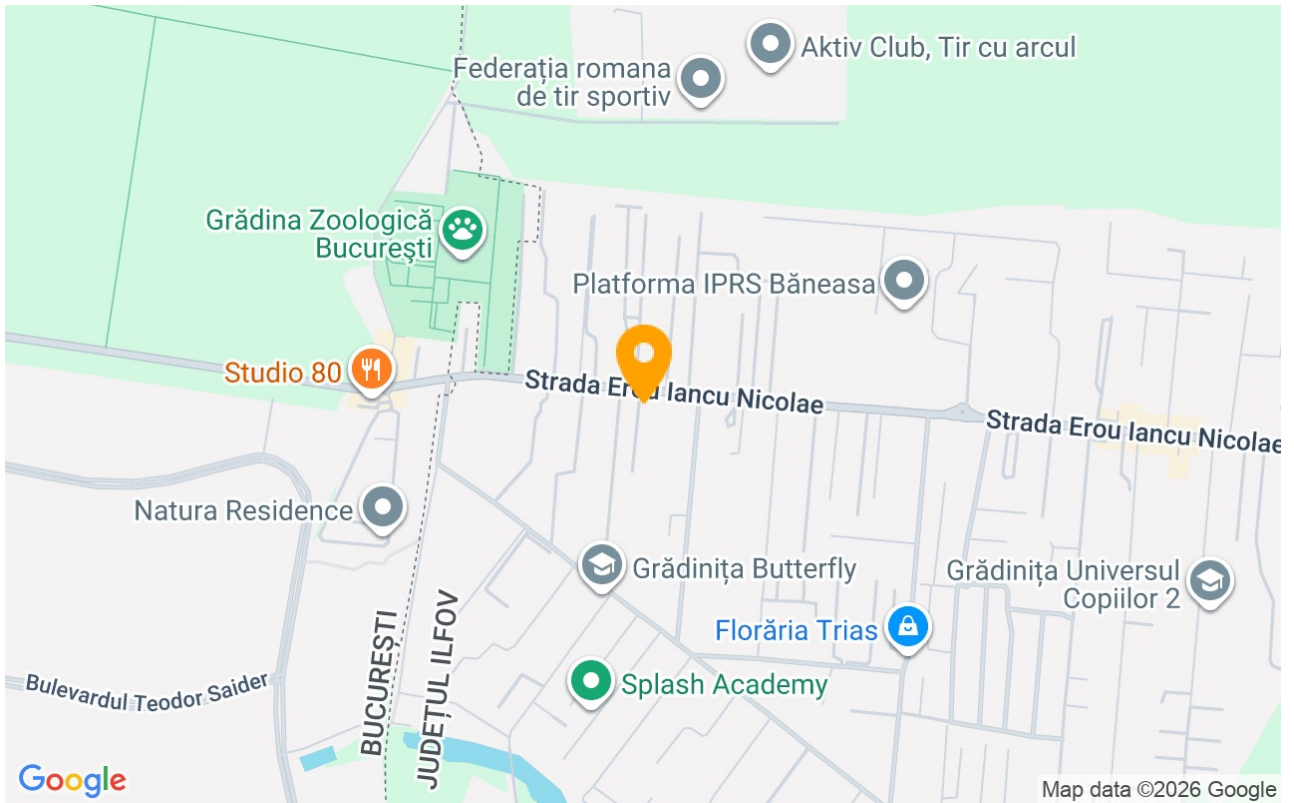 Aktiv Club, Tir cu arcul
Federația romana
de tir sportiv
Grădina Zoologică
Bucureşti
Platforma IPRS Băneasa
Studio 80
Strada Erou Iancu Nicolae
Strada Erou Iancu Nicolae
Natura Residence
Grădinița Butterfly
Grădinița Universul
Copiilor 2
Florăria Trias
BUCUREȘTI
JUDEȚUL ILFOV
Splash Academy
Bulevardul Teodor Saider
Google
Map data ©2026 Google